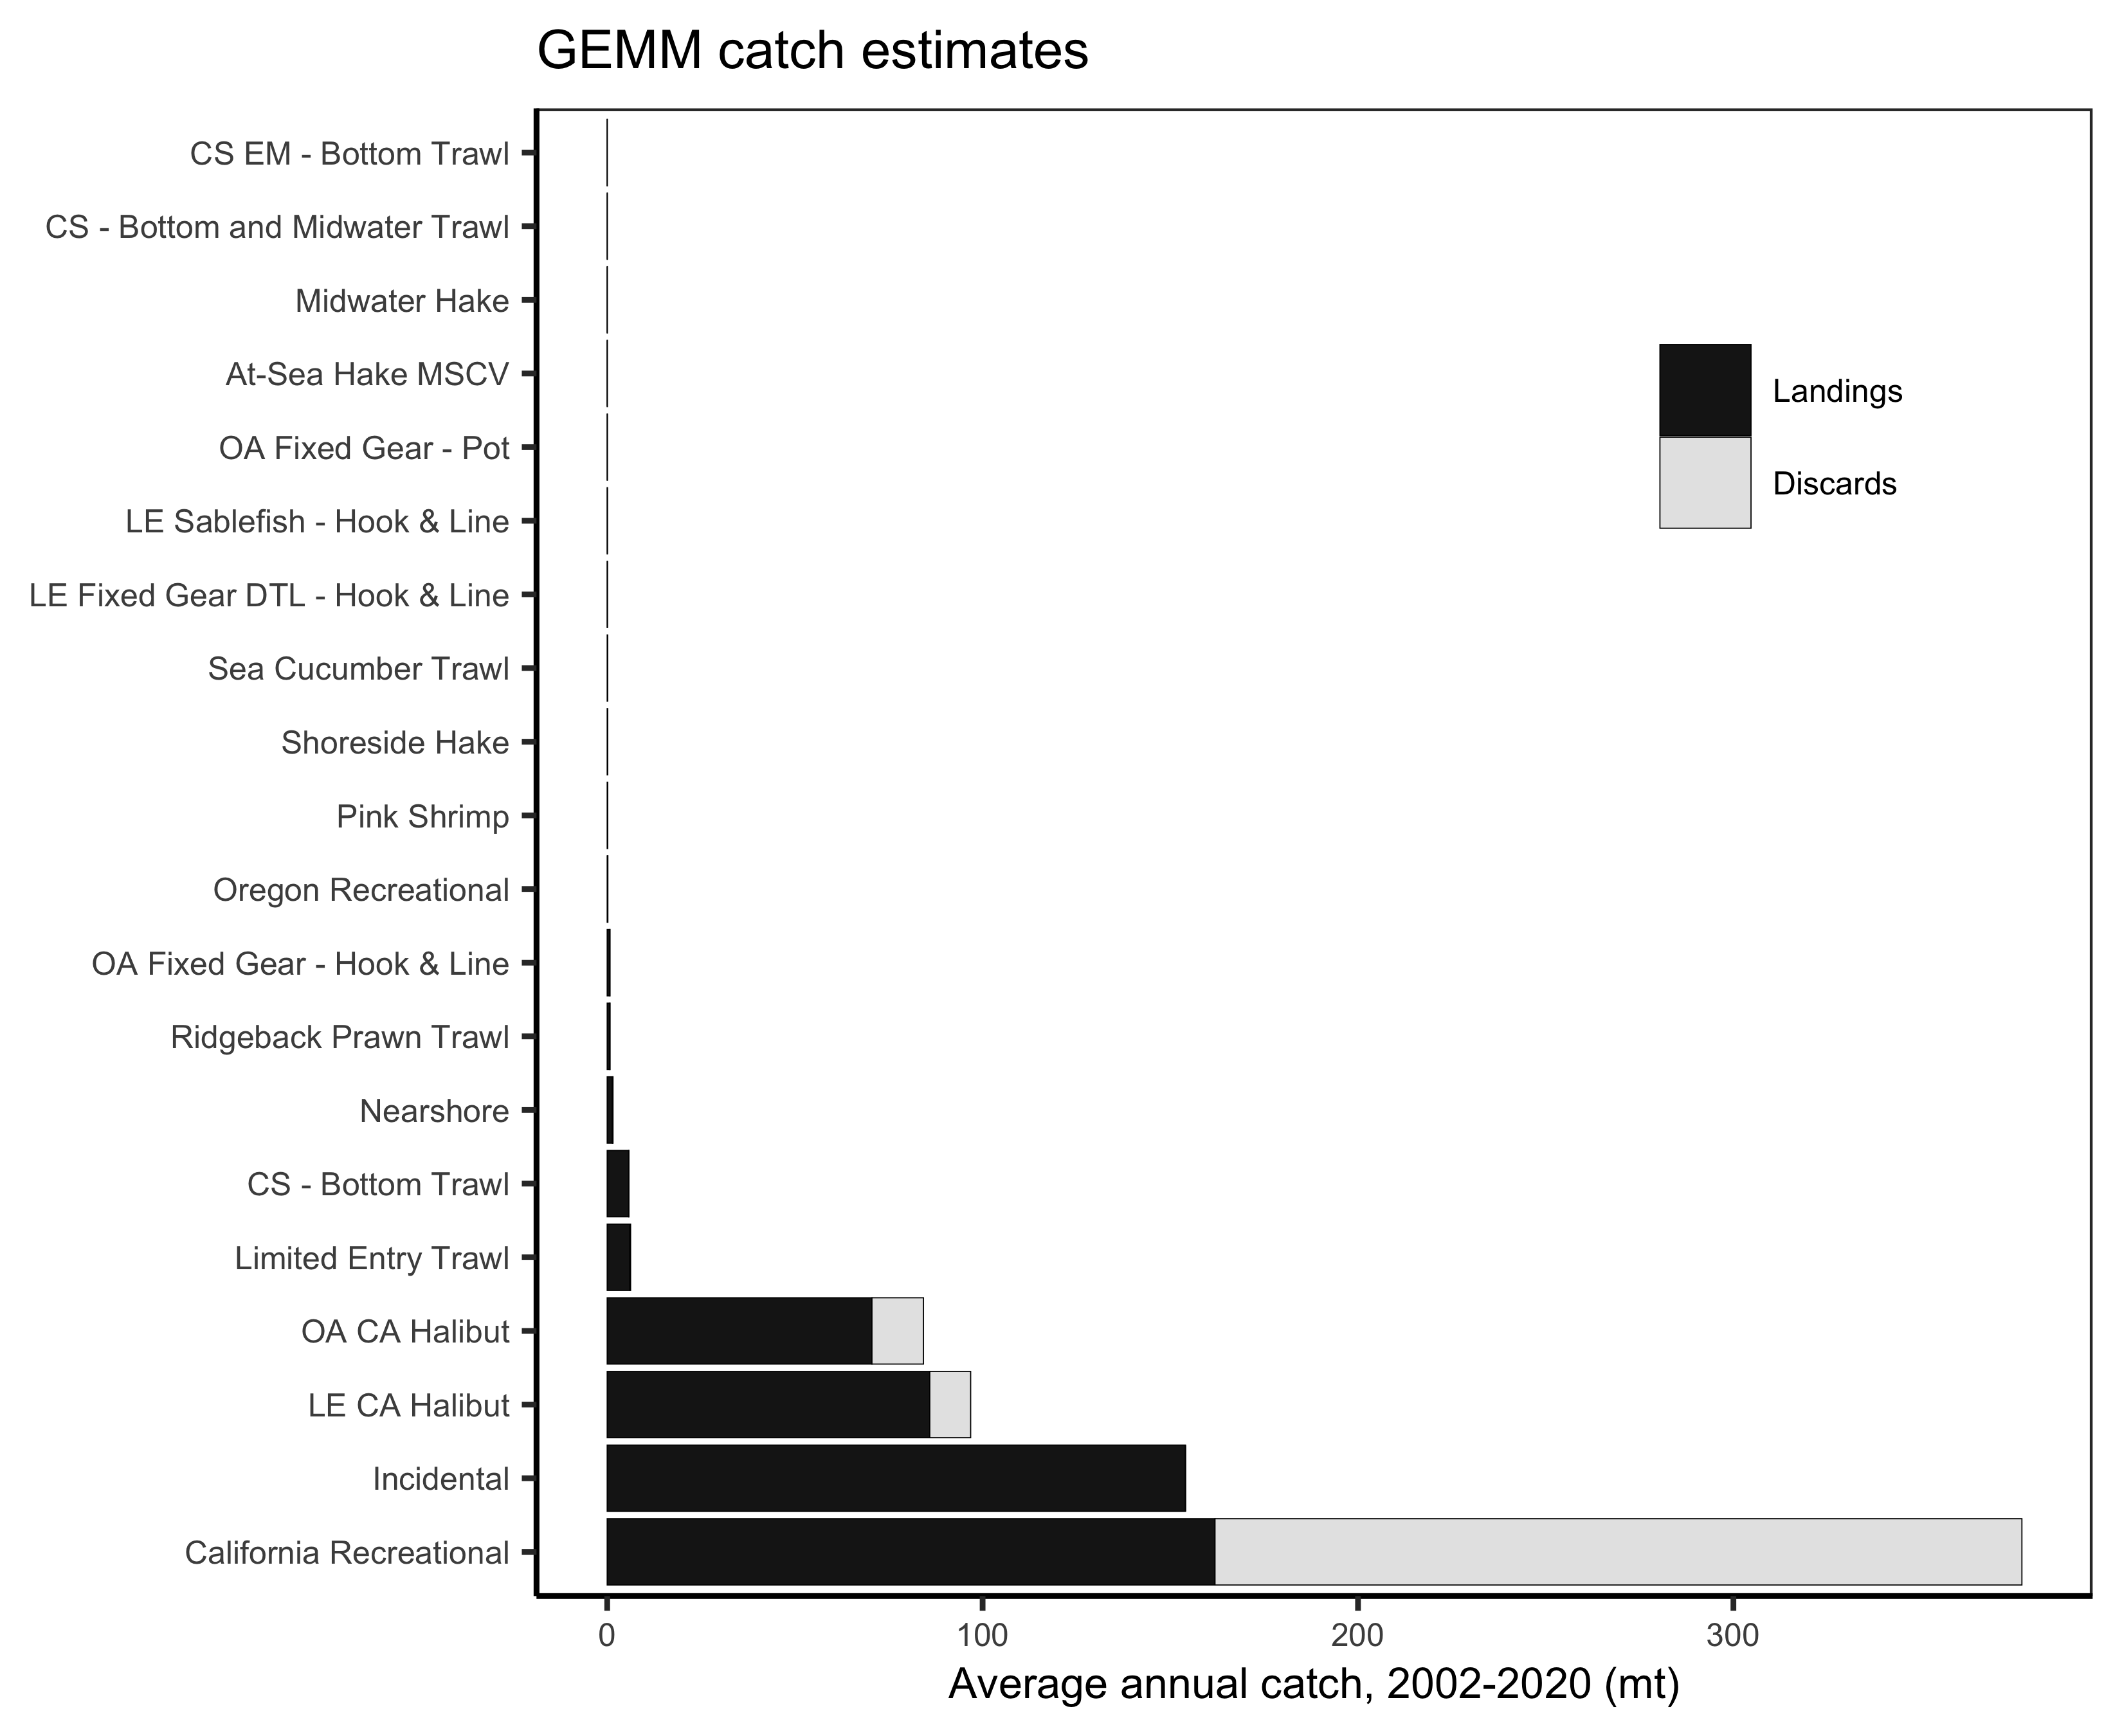 GEMM catch estimates
CS EM - Bottom Trawl
CS - Bottom and Midwater Trawl
Midwater Hake
At-Sea Hake MSCV
OA Fixed Gear - Pot
LE Sablefish - Hook & Line
LE Fixed Gear DTL - Hook & Line
Sea Cucumber Trawl
Shoreside Hake
Pink Shrimp
Oregon Recreational
OA Fixed Gear - Hook & Line
Ridgeback Prawn Trawl
Nearshore
CS - Bottom Trawl
Limited Entry Trawl
OA CA Halibut
LE CA Halibut
Incidental
California Recreational
Landings
Discards
0 100 200 300
Average annual catch, 2002-2020 (mt)